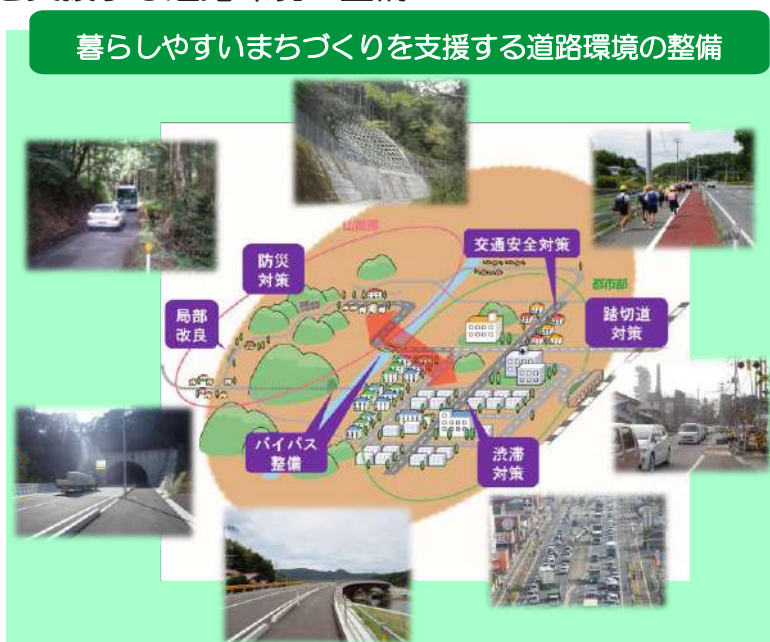 暮らしやすいまちづくりを支援する道路環境の整備
山間部
交通安全対策
防災
対策
都市部
局部
改良
踏切道
対策
バイパス
整備
渋滞
対策